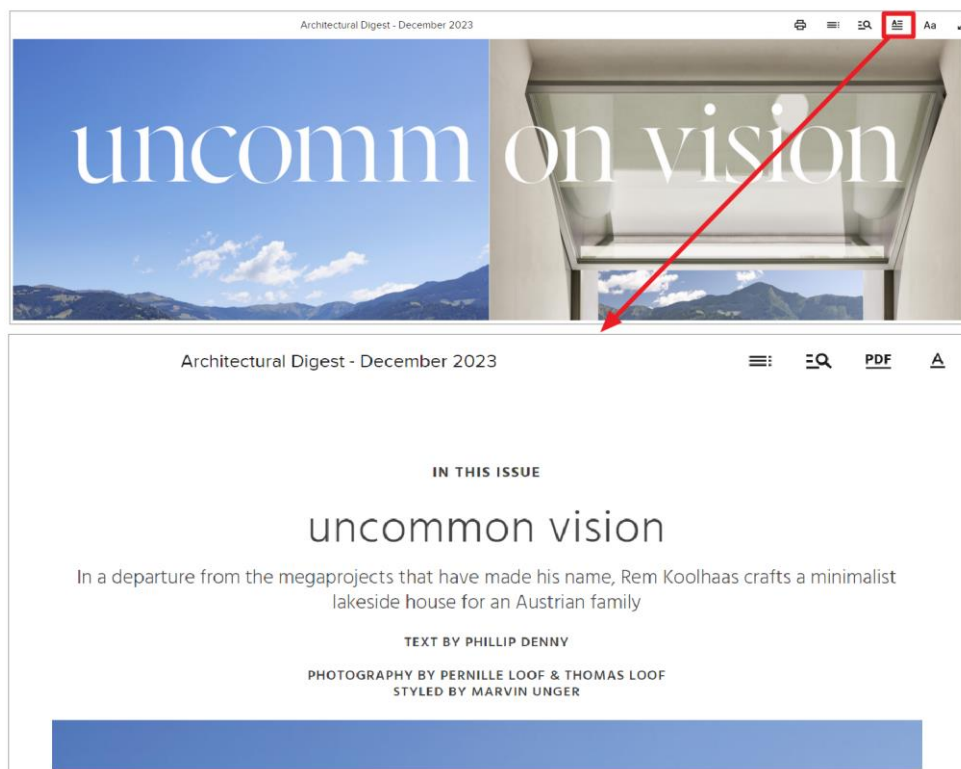 Architectural Digest - December 2023
Aa
uncomm on vision
Architectural Digest - December 2023
PDF A
IN THIS ISSUE
uncommon vision
In a departure from the megaprojects that have made his name, Rem Koolhaas crafts a minimalist
lakeside house for an Austrian family
TEXT BY PHILLIP DENNY
PHOTOGRAPHY BY PERNILLE LOOF & THOMAS LOOF
STYLED BY MARVIN UNGER